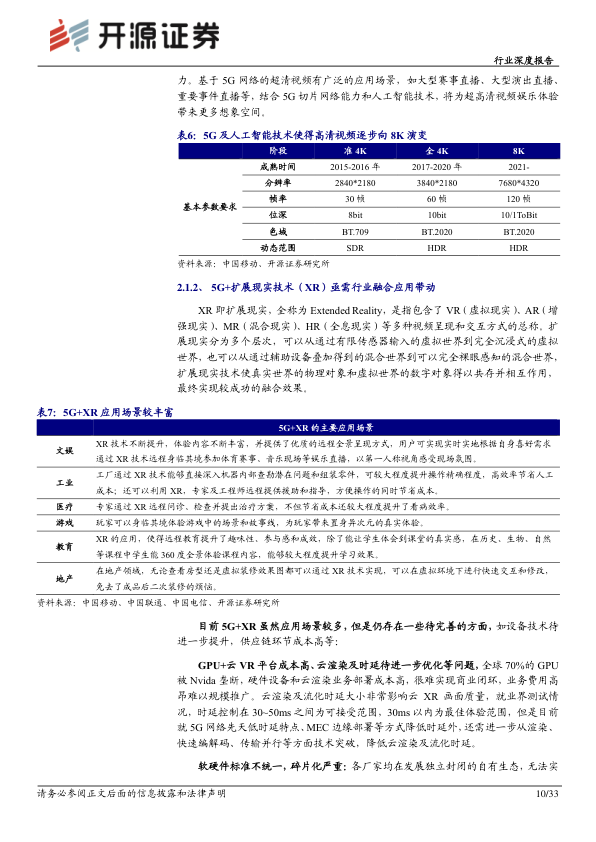 开源证券
行业深度报告
力。基于 5G 网络的超清视频有广泛的应用场景，如大型赛事直播、大型演出直播、
重要事件直播等，结合 5G 切片网络能力和人工智能技术，将为超高清视频娱乐体验
带来更多想象空间。
表6：5G 及人工智能技术使得高清视频逐步向 8K 演变
阶段 准 4K 全 4K 8K
成熟时间 2015-2016 年 2017-2020 年 2021-
分辨率 2840*2180 3840*2180 7680*4320
帧率 30 帧 60 帧 120 帧
基本参数要求
位深 8bit 10bit 10/1ToBit
色域 BT.709 BT.2020 BT.2020
动态范围 SDR HDR HDR
资料来源：中国移动、开源证券研究所
2.1.2、 5G+扩展现实技术（XR）亟需行业融合应用带动
XR 即扩展现实，全称为 Extended Reality，是指包含了 VR（虚拟现实）、AR（增
强现实）、MR（混合现实）、HR（全息现实）等多种视频呈现和交互方式的总称。扩
展现实分为多个层次，可以从通过有限传感器输入的虚拟世界到完全沉浸式的虚拟
世界，也可以从通过辅助设备叠加得到的混合世界到可以完全裸眼感知的混合世界，
扩展现实技术使真实世界的物理对象和虚拟世界的数字对象得以共存并相互作用，
最终实现较成功的融合效果。
表7：5G+XR 应用场景较丰富
5G+XR 的主要应用场景
文娱 XR 技术不断提升，体验内容不断丰富，并提供了优质的远程全景呈现方式，用户可实现实时实地根据自身喜好需求
通过 XR 技术远程身临其境参加体育赛事、音乐现场等娱乐直播，以第一人称视角感受现场氛围。
工业 工厂通过 XR 技术能够直接深入机器内部查勘潜在问题和组装零件，可较大程度提升操作精确程度，高效率节省人工
成本；还可以利用 XR，专家及工程师远程提供援助和指导，方便操作的同时节省成本。
医疗 专家通过 XR 远程问诊、检查并提出治疗方案，不但节省成本还较大程度提升了看病效率。
游戏 玩家可以身临其境体验游戏中的场景和故事线，为玩家带来置身异次元的真实体验。
教育 XR 的应用，使得远程教育提升了趣味性、参与感和成效，除了能让学生体会到课堂的真实感，在历史、生物、自然
等课程中学生能 360 度全景体验课程内容，能够较大程度提升学习效果。
地产 在地产领域，无论查看房型还是虚拟装修效果图都可以通过 XR 技术实现，可以在虚拟环境下进行快速交互和修改，
免去了成品后二次装修的烦恼。
资料来源：中国移动、中国联通、中国电信、开源证券研究所
目前 5G+XR 虽然应用场景较多，但是仍存在一些待完善的方面，如设备技术待
进一步提升，供应链环节成本高等：
GPU+云 VR 平台成本高、云渲染及时延待进一步优化等问题，全球 70%的 GPU
被 Nvida 垄断，硬件设备和云渲染业务部署成本高，很难实现商业闭环，业务费用高
昂难以规模推广。云渲染及流化时延大小非常影响云 XR 画面质量，就业界测试情
况，时延控制在 30~50ms 之间为可接受范围，30ms 以内为最佳体验范围，但是目前
就 5G 网络先天低时延特点、MEC 边缘部署等方式降低时延外，还需进一步从渲染、
快速编解码、传输并行等方面技术突破，降低云渲染及流化时延。
软硬件标准不统一，碎片化严重：各厂家均在发展独立封闭的自有生态，无法实
请务必参阅正文后面的信息披露和法律声明 10/33